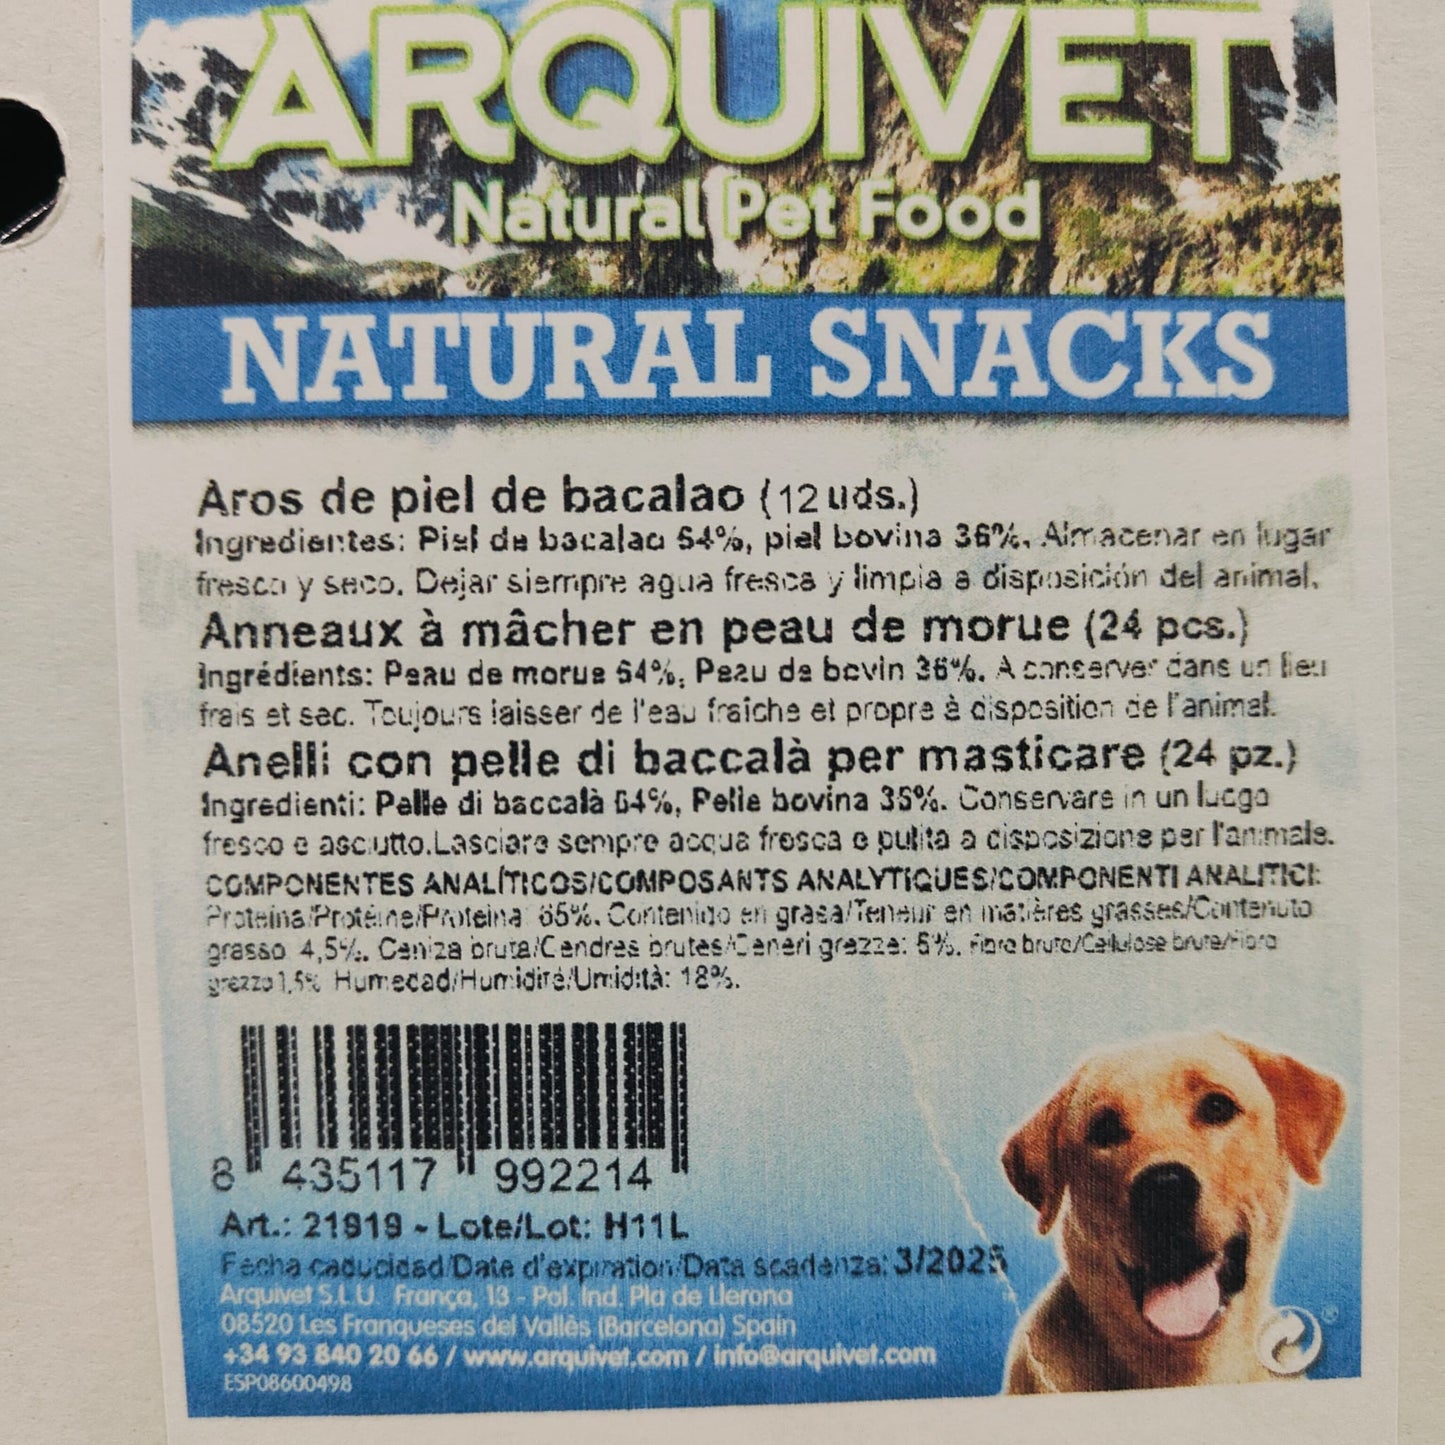 ARQUIVET
Natural Pet Food
NATURAL SNACKS
Aros de piel de bacalao (12 uds.)
Ingredientes: Piel de bacalao 64%, piel bovina 36%. Almacenar en lugar
fresco y seco. Dejar siempre agua fresca y limpia a disposición del animal.
Anneaux à mâcher en peau de morue (24 pcs.)
Ingrédients: Peau de morue 64%, Peau de bovin 36%. A conserver dans un lieu
frais et sec. Toujours laisser de l'eau fraîche et propre à disposition de l'animal.
Anelli con pelle di baccalà per masticare (24 pz.)
Ingredienti: Pelle di baccalà 64%, Pelle bovina 36%. Conservare in un luogo
fresco e asciutto.Lasciare sempre acqua fresca e pulita a disposizione per l'animale.
COMPONENTES ANALÍTICOS/COMPOSANTS ANALYTIQUES/COMPONENTI ANALITICI:
Proteína/Protéine/Proteina: 65%. Contenido en grasa/Teneur en matières grasses/Contenuto
grasso 4,5%. Ceniza bruta/Cendres brutes/Ceneri grezze: 5%. Fibra bruta/Cellulose brute/Fibra
grezza 1,5% Humedad/Humidité/Umidità: 18%.
8 435117 992214
Art.: 21919 - Lote/Lot: H11L
Fecha caducidad/Date d'expiration/Data scadenza: 3/2025
Arquivet S.L.U. França, 13 - Pol. Ind. Pla de Llerona
08520 Les Franqueses del Vallès (Barcelona) Spain
+34 93 840 20 66 / www.arquivet.com / info@arquivet.com
ESP08600498